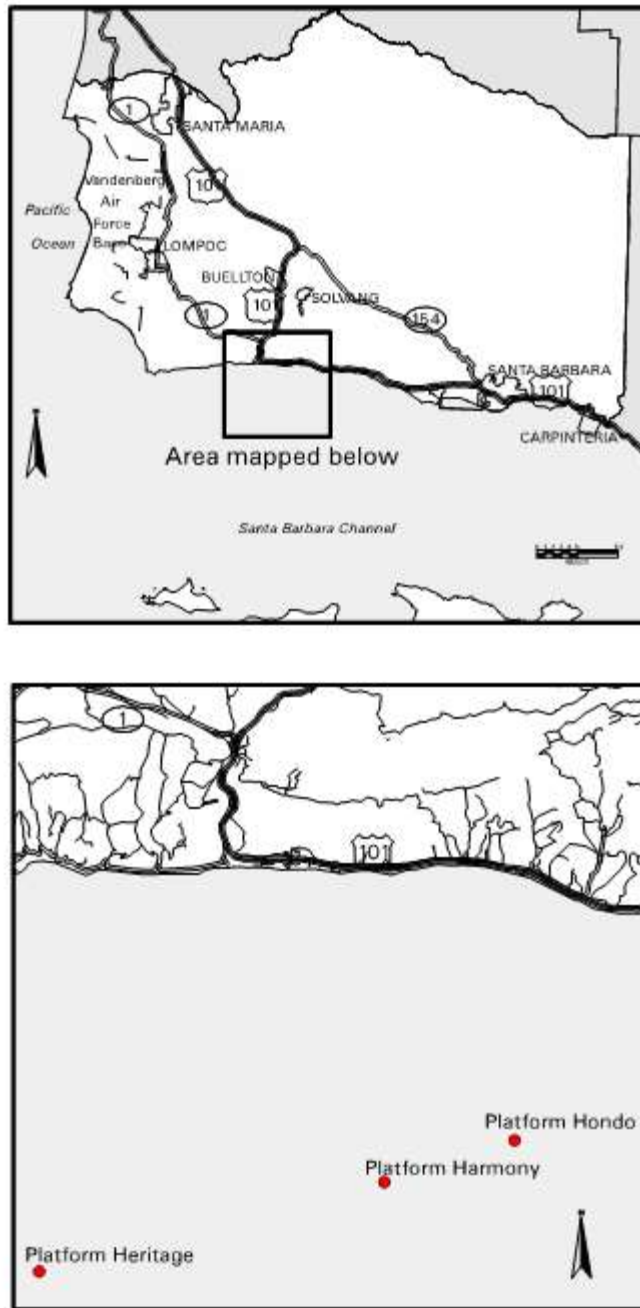 1
SANTA MARIA
Vandenberg
Air
Force
Base
101
Pacific
Ocean
LOMPOC
BUELLTON
101
SOLVANG
1
154
SANTA BARBARA
101
CARPINTERIA
Area mapped below
Santa Barbara Channel
1
101
Platform Hondo
Platform Harmony
Platform Heritage